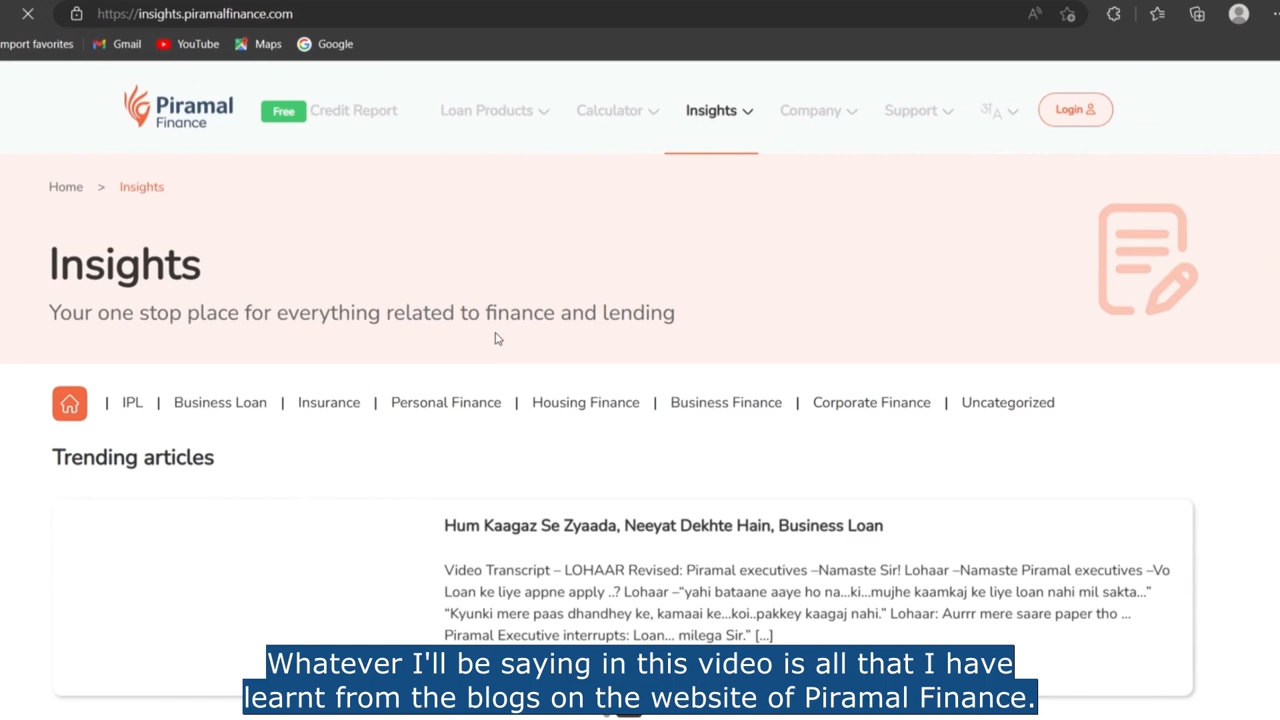 https://insights.piramalfinance.com
mport favorites Gmail YouTube Maps Google
Piramal Finance Free Credit Report Loan Products Calculator Insights Company Support अA Login
Home > Insights
Insights
Your one stop place for everything related to finance and lending
| IPL | Business Loan | Insurance | Personal Finance | Housing Finance | Business Finance | Corporate Finance | Uncategorized
Trending articles
Hum Kaagaz Se Zyaada, Neeyat Dekhte Hain, Business Loan
Video Transcript – LOHAAR Revised: Piramal executives –Namaste Sir! Lohaar –Namaste Piramal executives –Vo
Loan ke liye appne apply ..? Lohaar –“yahi bataane aaye ho na...ki...mujhe kaamkaj ke liye loan nahi mil sakta...”
“Kyunki mere paas dhandhey ke, kamaai ke...koi..pakkey kaagaj nahi.” Lohaar: Aurrr mere saare paper tho ...
Piramal Executive interrupts: Loan... milega Sir.” [...]
Whatever I'll be saying in this video is all that I have
learnt from the blogs on the website of Piramal Finance.